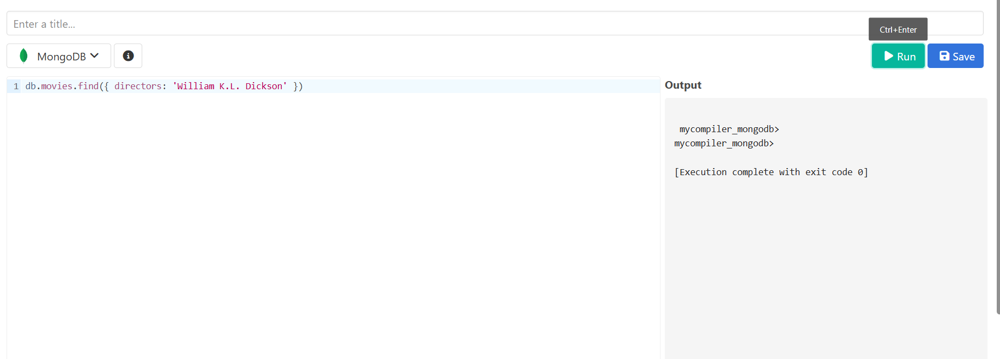 Enter a title...
Ctrl+Enter
MongoDB
Run
Save
1 db.movies.find({ directors: 'William K.L. Dickson' })
Output
mycompiler_mongodb>
mycompiler_mongodb>
[Execution complete with exit code 0]